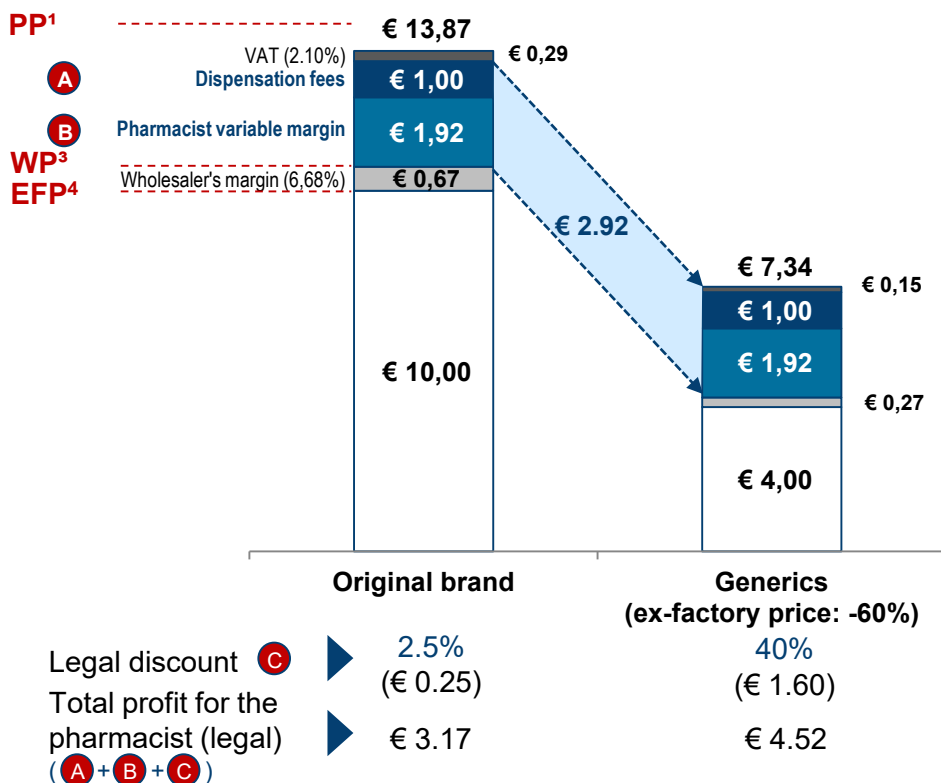 PP¹
€ 13,87
VAT (2.10%)
€ 0,29
A
Dispensation fees
€ 1,00
B
Pharmacist variable margin
€ 1,92
WP³
Wholesaler's margin (6,68%)
€ 0,67
EFP⁴
€ 10,00
€ 2.92
€ 7,34
€ 0,15
€ 1,00
€ 1,92
€ 0,27
€ 4,00
Original brand
Generics
(ex-factory price: -60%)
Legal discount C
2.5%
(€ 0.25)
40%
(€ 1.60)
Total profit for the
pharmacist (legal)
(A+B+C)
€ 3.17
€ 4.52